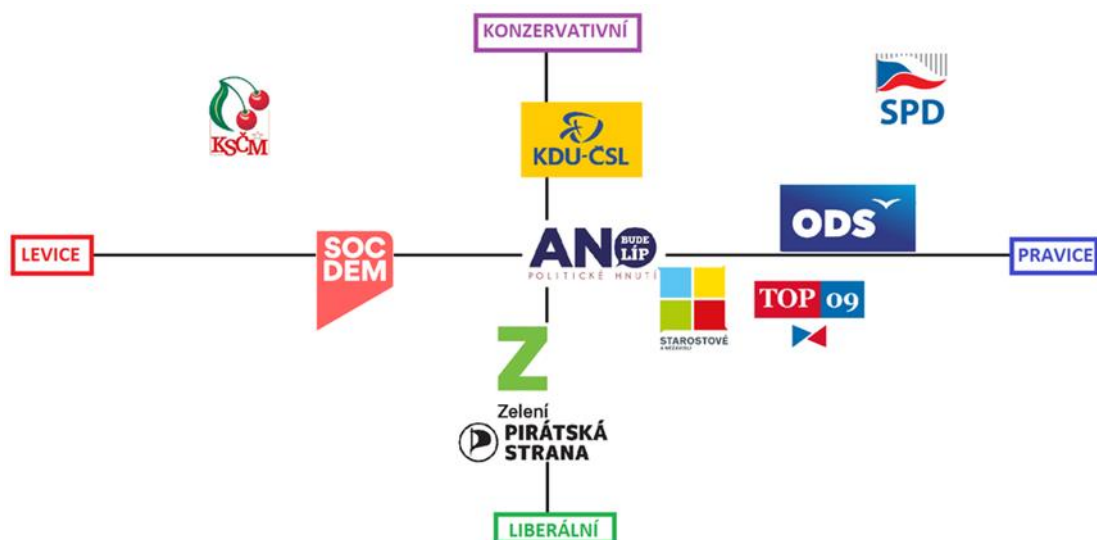 KONZERVATIVNÍ
KSČM
SPD
KDU-ČSL
LEVICE
SOC
DEM
ANO
BUDE
LÍP
POLITICKÉ HNUTÍ
ODS
PRAVICE
STAROSTOVÉ
A NEZÁVISLÍ
TOP 09
Z
Zelení
PIRÁTSKÁ
STRANA
LIBERÁLNÍ